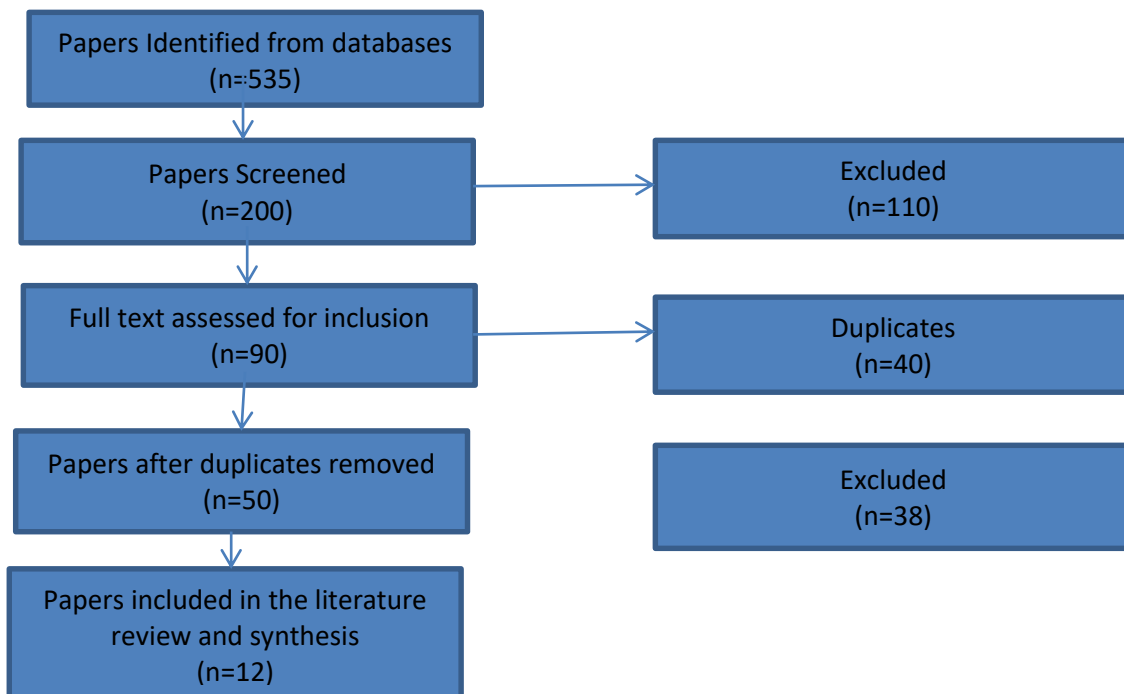 Papers Identified from databases
(n=535)
Papers Screened
(n=200)
Excluded
(n=110)
Full text assessed for inclusion
(n=90)
Duplicates
(n=40)
Papers after duplicates removed
(n=50)
Excluded
(n=38)
Papers included in the literature
review and synthesis
(n=12)